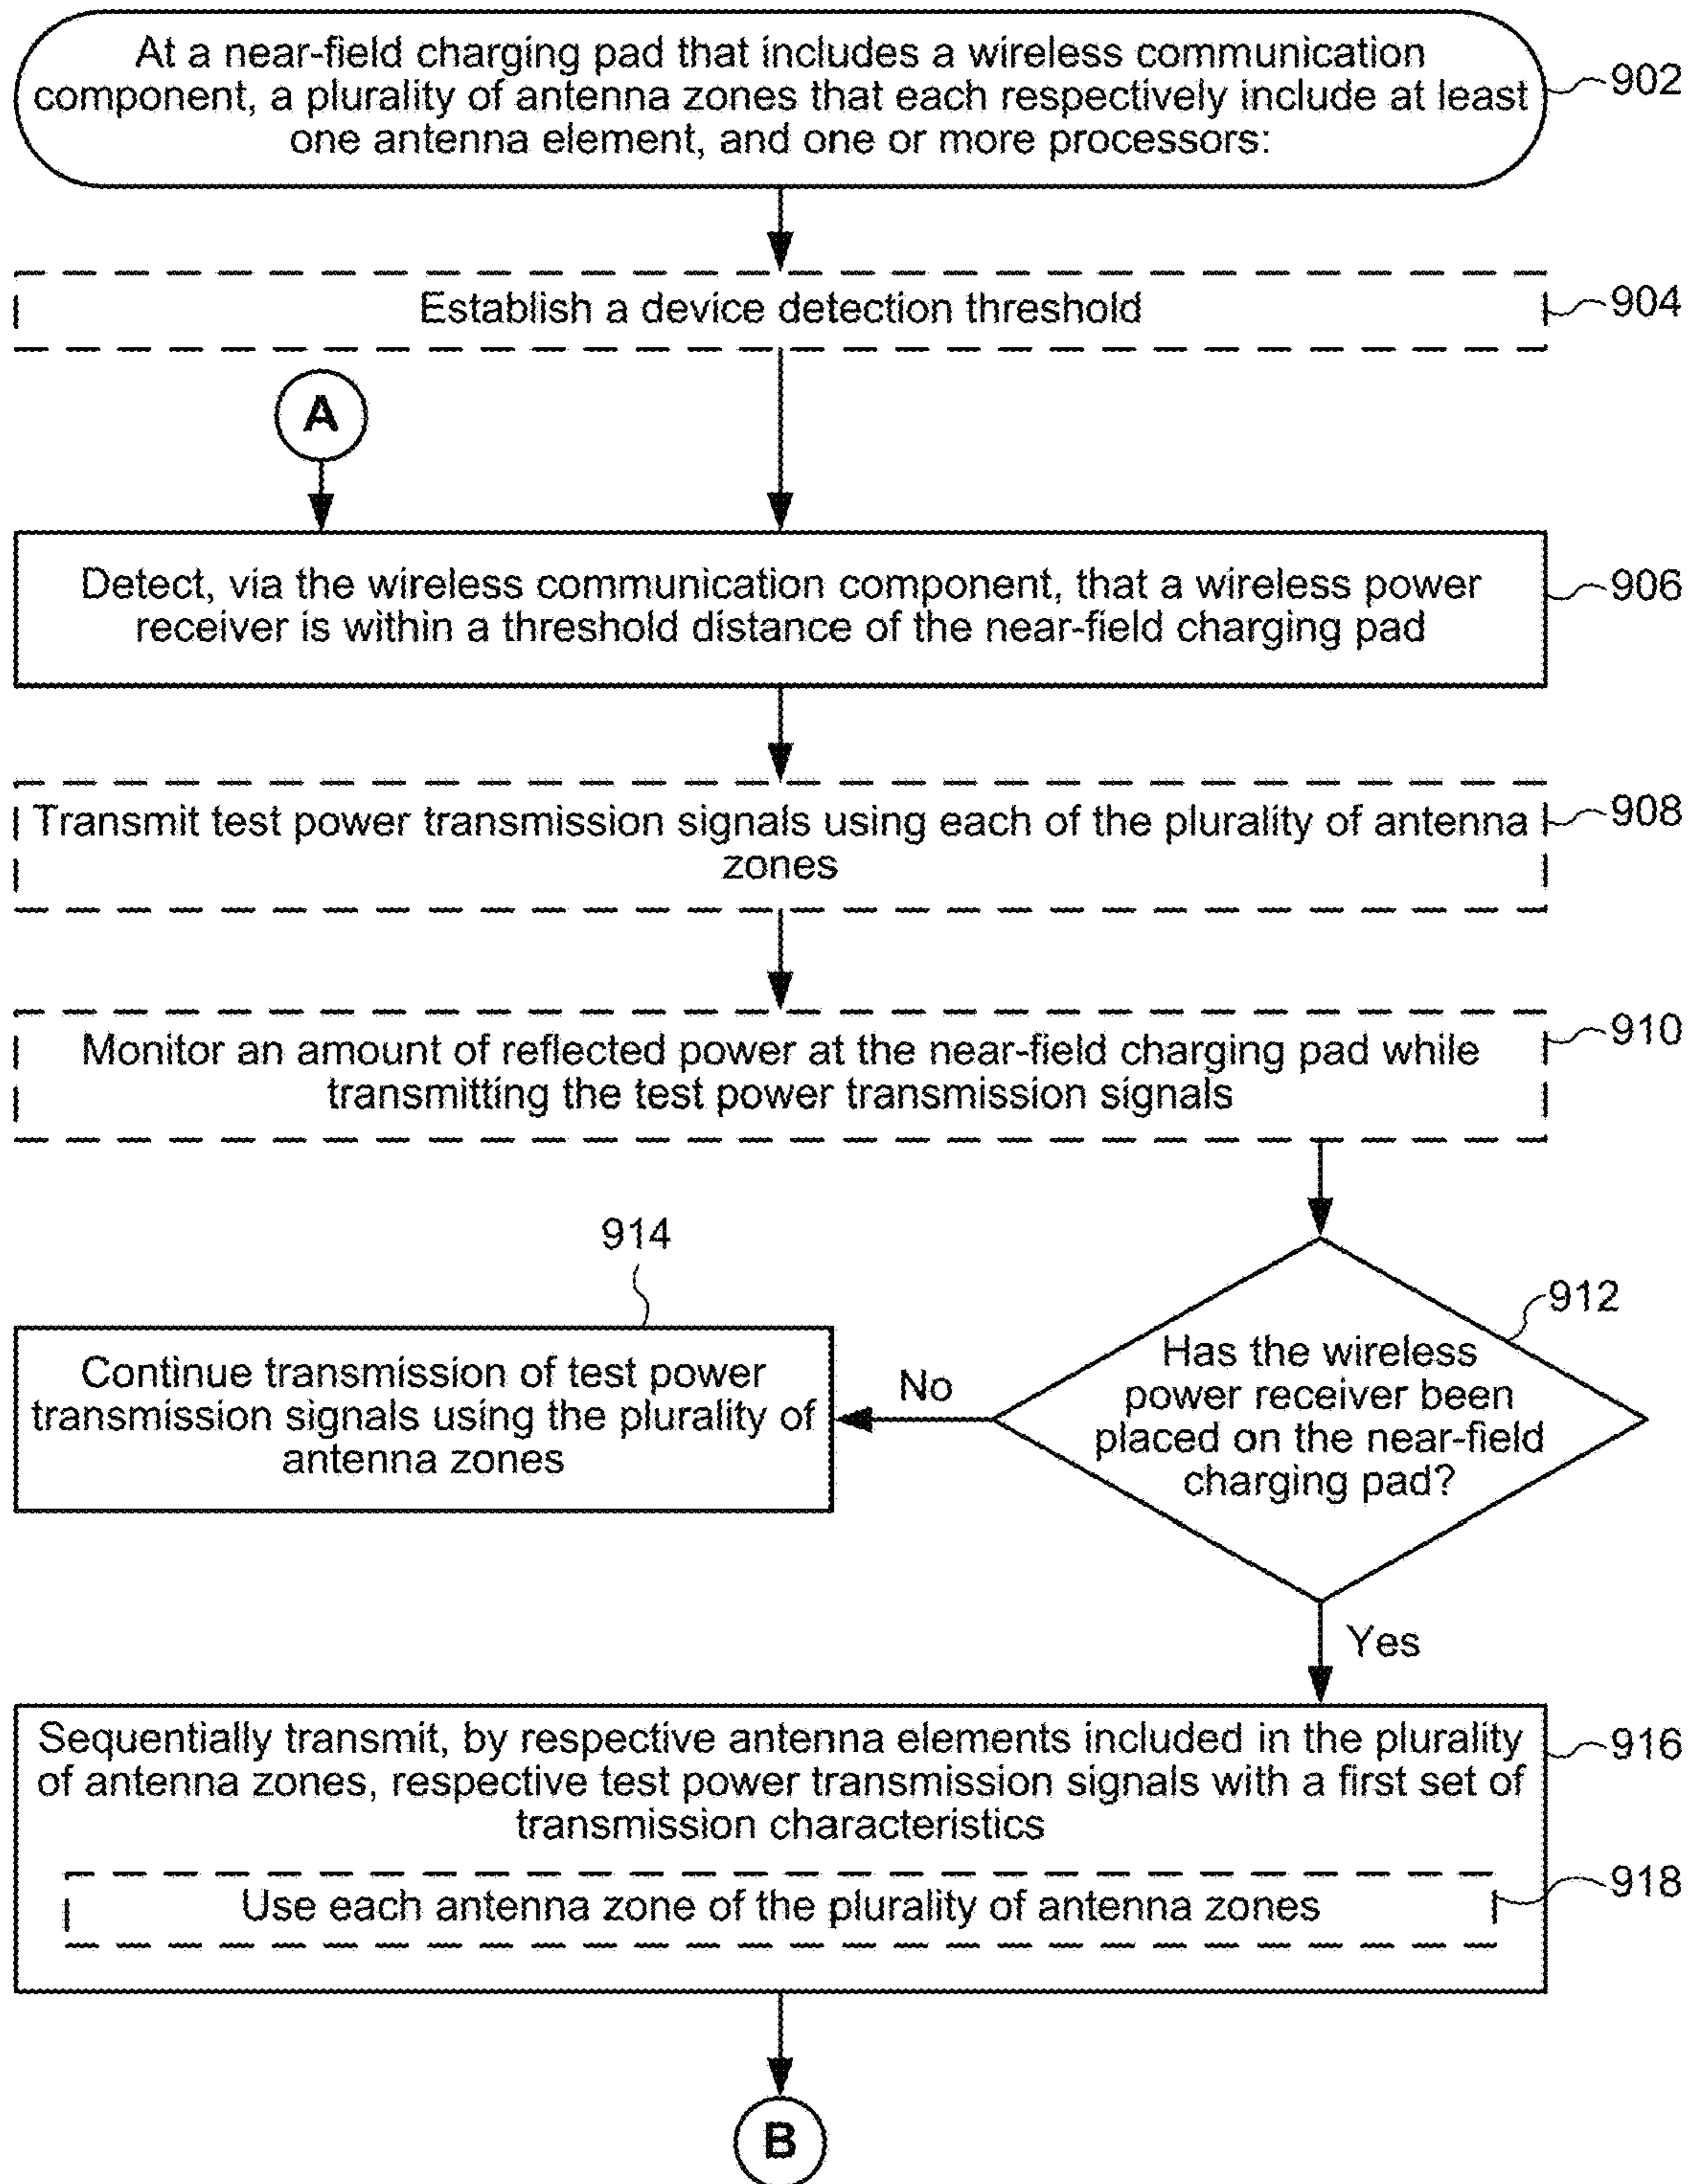 At a near-field charging pad that includes a wireless communication
component, a plurality of antenna zones that each respectively include at least
one antenna element, and one or more processors:
902
Establish a device detection threshold
904
A
Detect, via the wireless communication component, that a wireless power
receiver is within a threshold distance of the near-field charging pad
906
Transmit test power transmission signals using each of the plurality of antenna
zones
908
Monitor an amount of reflected power at the near-field charging pad while
transmitting the test power transmission signals
910
912
Has the wireless
power receiver been
placed on the near-field
charging pad?
No
914
Continue transmission of test power
transmission signals using the plurality of
antenna zones
Yes
Sequentially transmit, by respective antenna elements included in the plurality
of antenna zones, respective test power transmission signals with a first set of
transmission characteristics
916
Use each antenna zone of the plurality of antenna zones
918
B